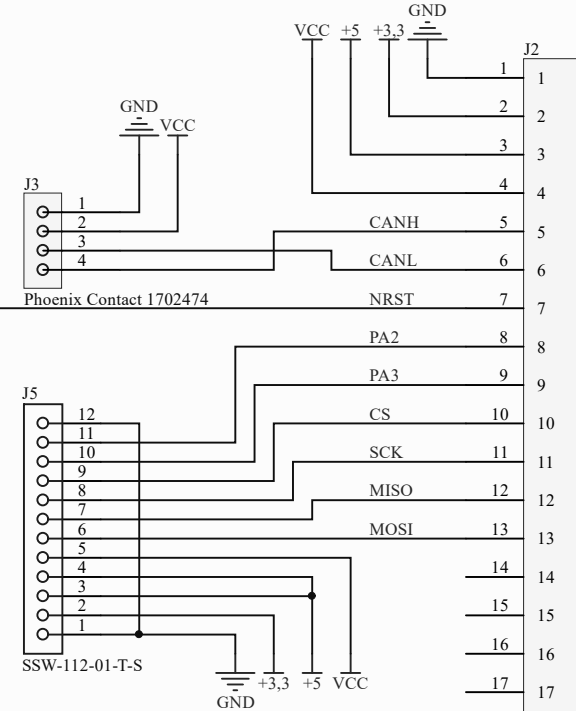 GND
VCC +5 +3,3
J2
1 1
2 2
3 3
4 4
GND
VCC
J3
1
2
3
4
Phoenix Contact 1702474
CANH 5 5
CANL 6 6
NRST 7 7
PA2 8 8
PA3 9 9
CS 10 10
SCK 11 11
MISO 12 12
MOSI 13 13
14 14
15 15
16 16
17 17
J5
12
11
10
9
8
7
6
5
4
3
2
1
SSW-112-01-T-S
GND +3,3 +5 VCC